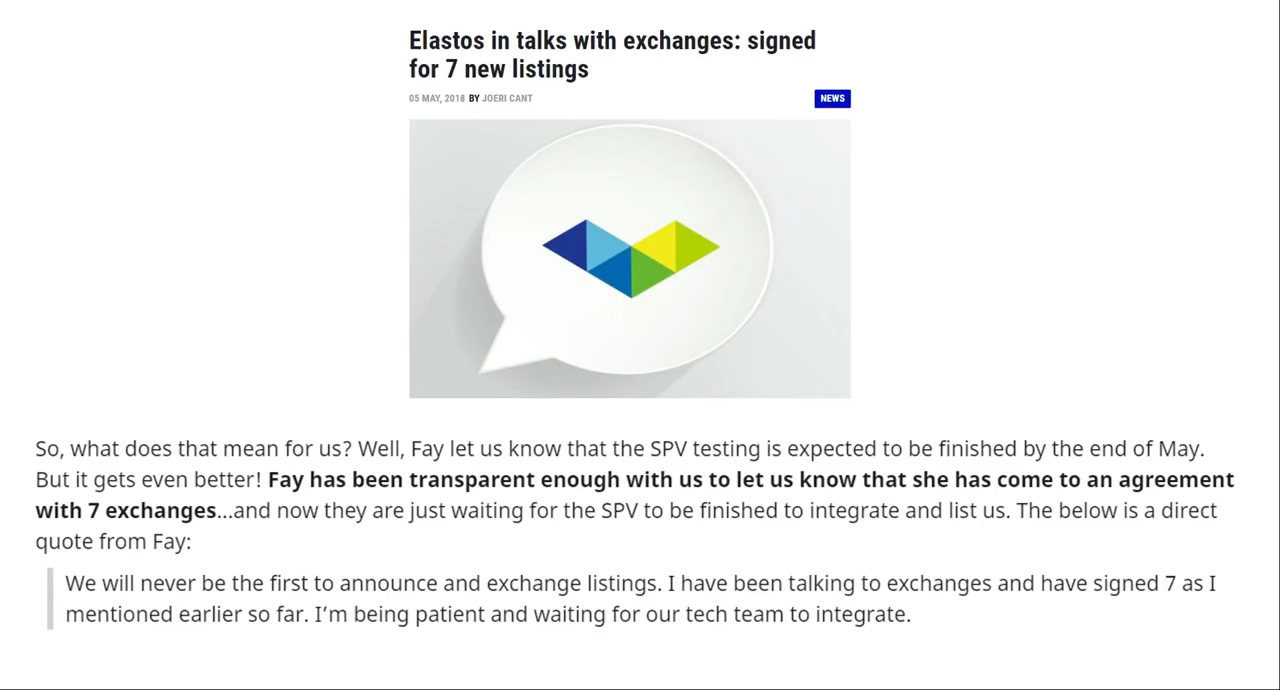 Elastos in talks with exchanges: signed
for 7 new listings
05 MAY, 2018 BY JOERI CANT
NEWS
So, what does that mean for us? Well, Fay let us know that the SPV testing is expected to be finished by the end of May.
But it gets even better! Fay has been transparent enough with us to let us know that she has come to an agreement
with 7 exchanges...and now they are just waiting for the SPV to be finished to integrate and list us. The below is a direct
quote from Fay:
We will never be the first to announce and exchange listings. I have been talking to exchanges and have signed 7 as I
mentioned earlier so far. I’m being patient and waiting for our tech team to integrate.